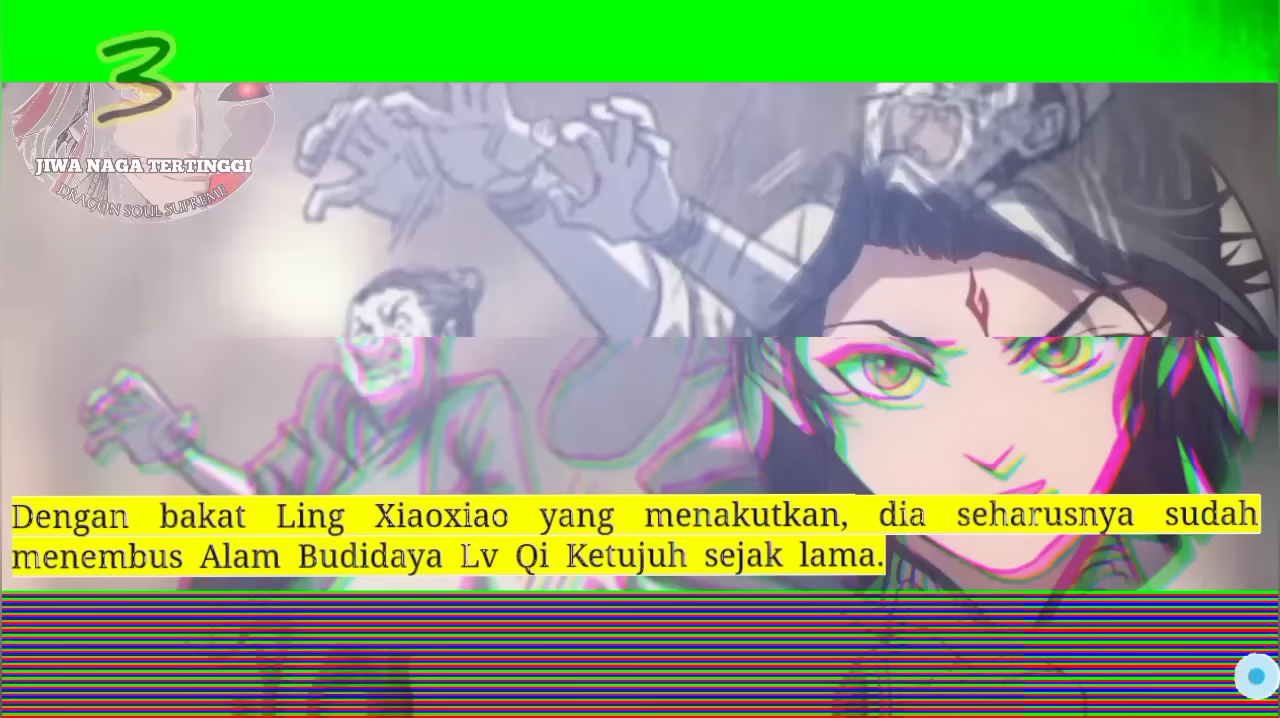 3
JIWA NAGA TERTINGGI
DRAGON SOUL SUPREME
Dengan bakat Ling Xiaoxiao yang menakutkan, dia seharusnya sudah
menembus Alam Budidaya Lv Qi Ketujuh sejak lama.